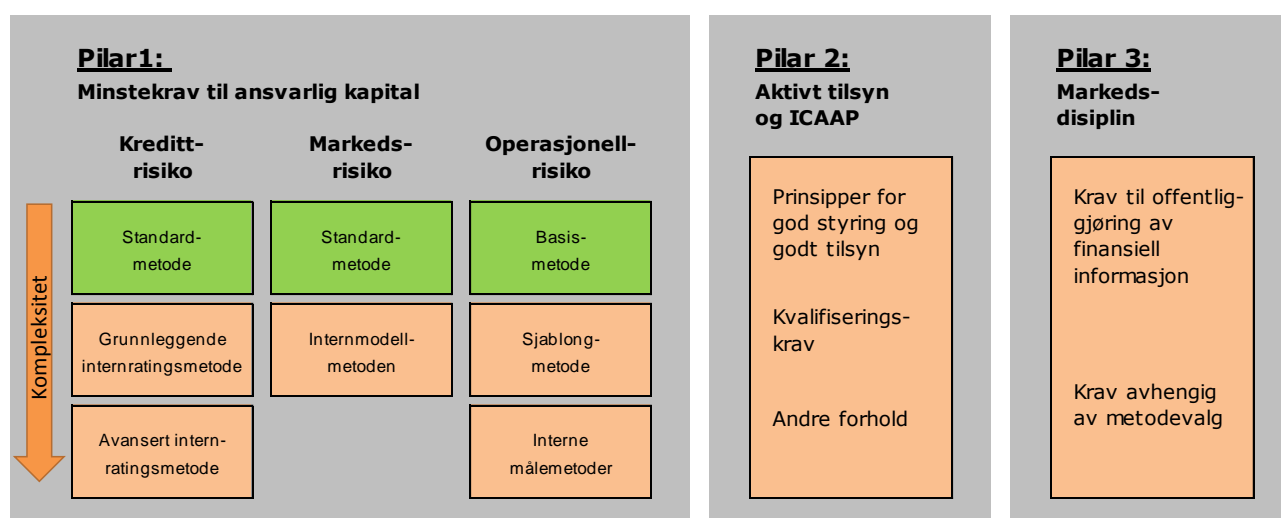 Pilar1:
Minstekrav til ansvarlig kapital
Kreditt-
risiko
Markeds-
risiko
Operasjonell-
risiko
Kompleksitet
Standard-
metode
Standard-
metode
Basis-
metode
Grunnleggende
internratingsmetode
Internmodell-
metoden
Sjablong-
metode
Avansert intern-
ratingsmetode
Interne
målemetoder
Pilar 2:
Aktivt tilsyn
og ICAAP
Prinsipper for
god styring og
godt tilsyn
Kvalifiserings-
krav
Andre forhold
Pilar 3:
Markeds-
disiplin
Krav til offentlig-
gjøring av
finansiell
informasjon
Krav avhengig
av metodevalg